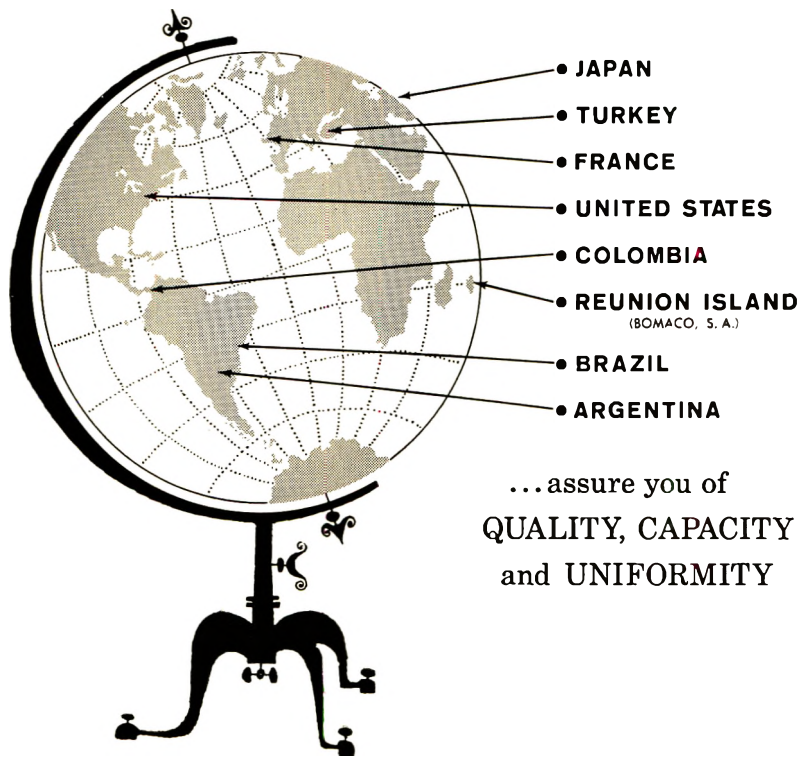 • JAPAN
• TURKEY
• FRANCE
• UNITED STATES
• COLOMBIA
• REUNION ISLAND
(BOMACO, S. A.)
• BRAZIL
• ARGENTINA
...assure you of
QUALITY, CAPACITY
and UNIFORMITY